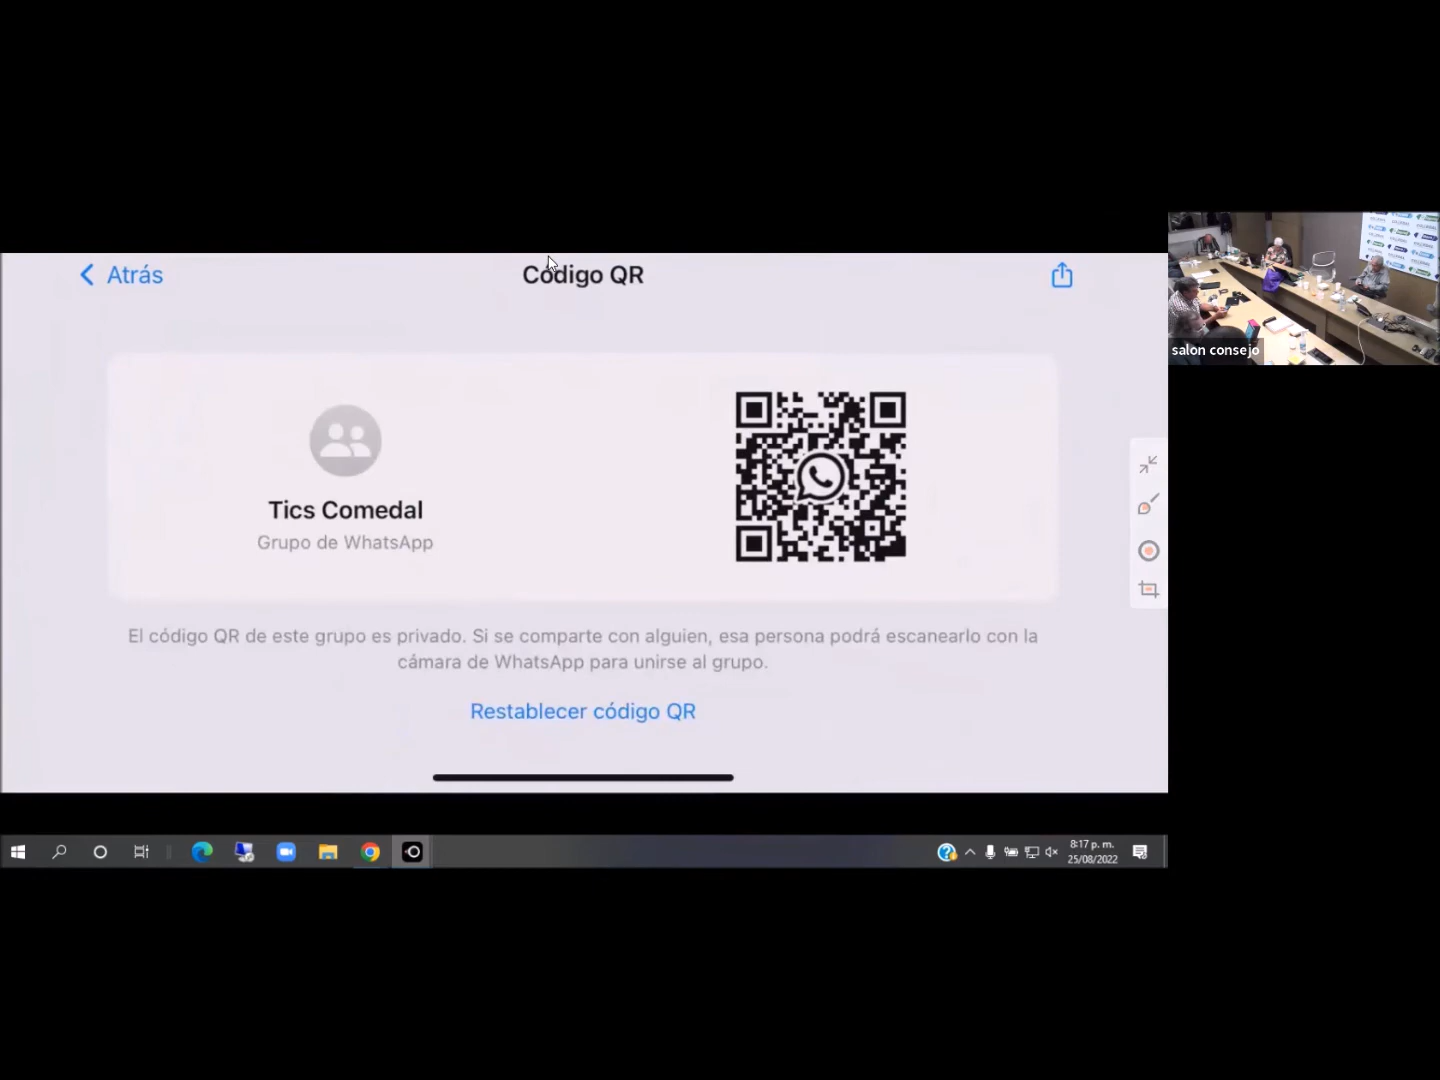 Atrás
Código QR
Tics Comedal
Grupo de WhatsApp
El código QR de este grupo es privado. Si se comparte con alguien, esa persona podrá escanearlo con la
cámara de WhatsApp para unirse al grupo.
Restablecer código QR
salon consejo
8:17 p. m.
25/08/2022